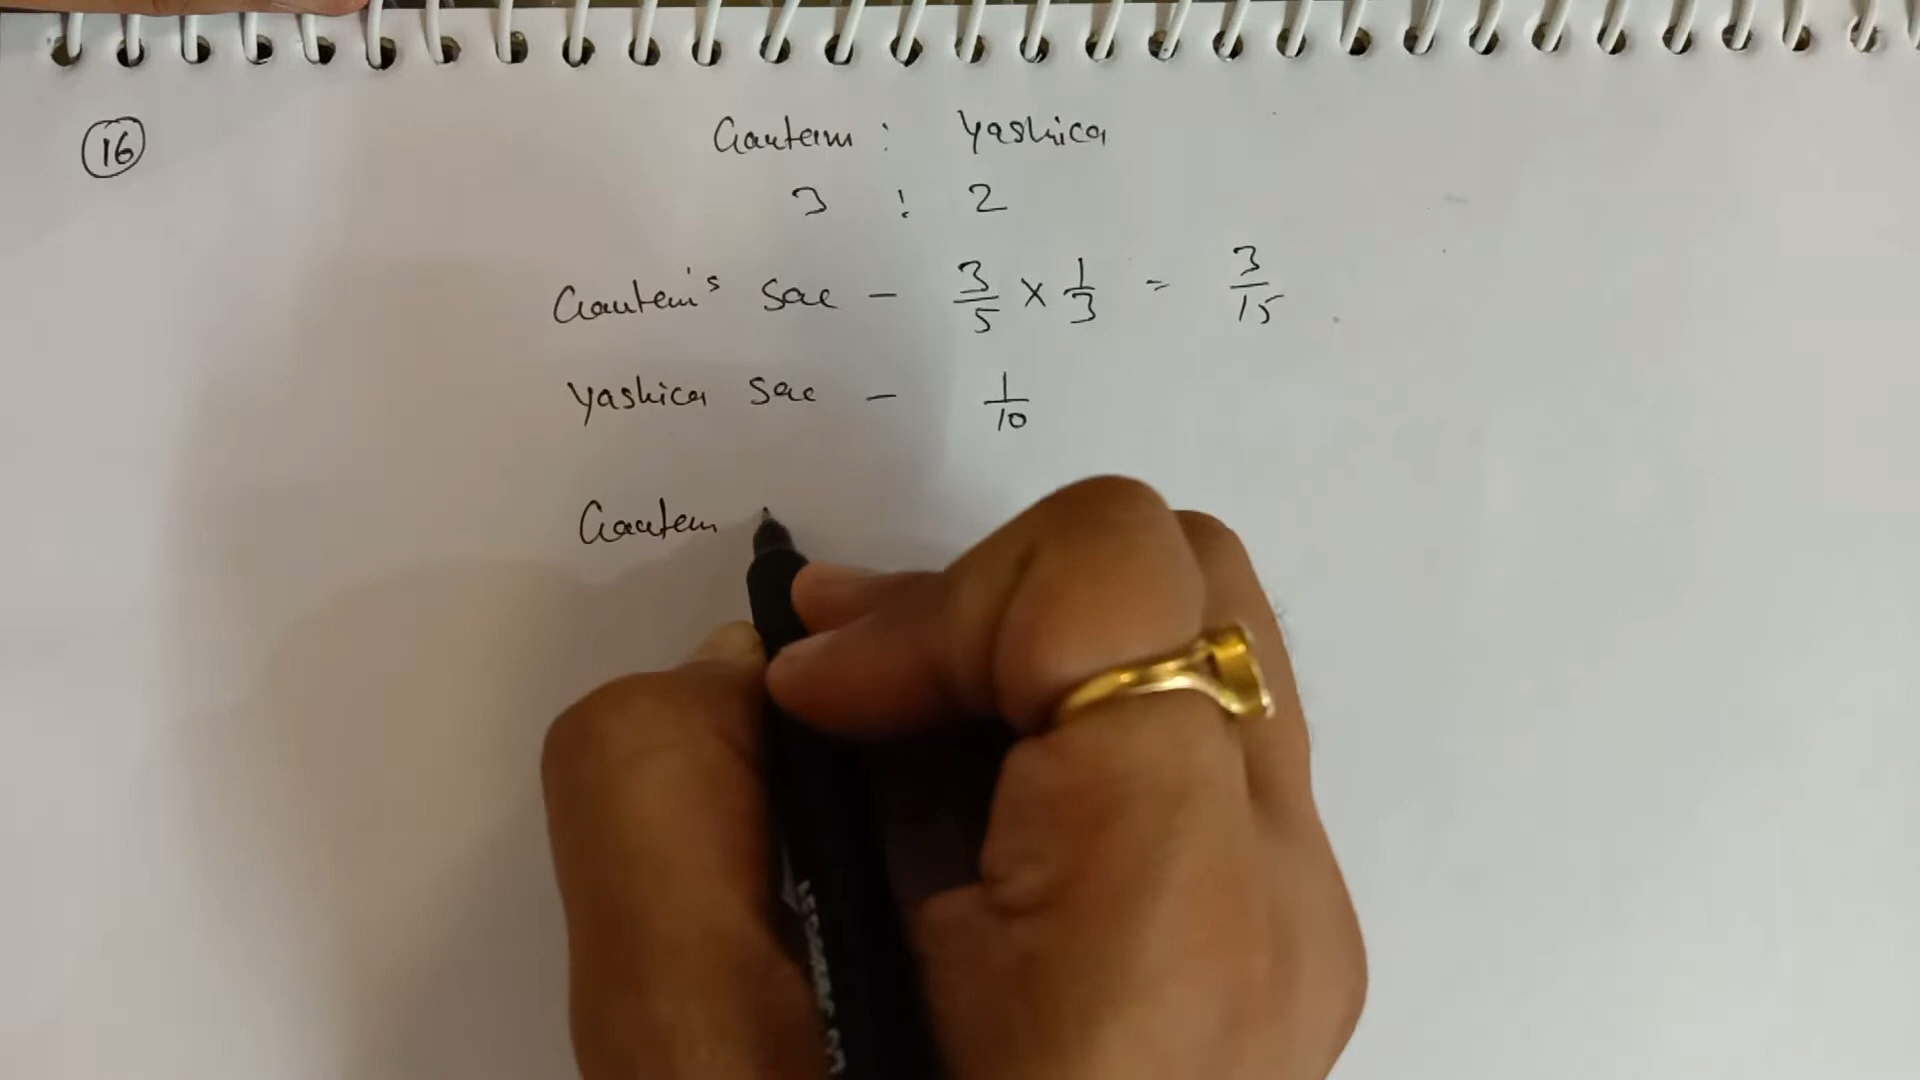 16
Gautam : Yashica
3 : 2
Gautam's Sac - 3/5 × 1/3 = 3/15
Yashica Sac - 1/10
Gautam